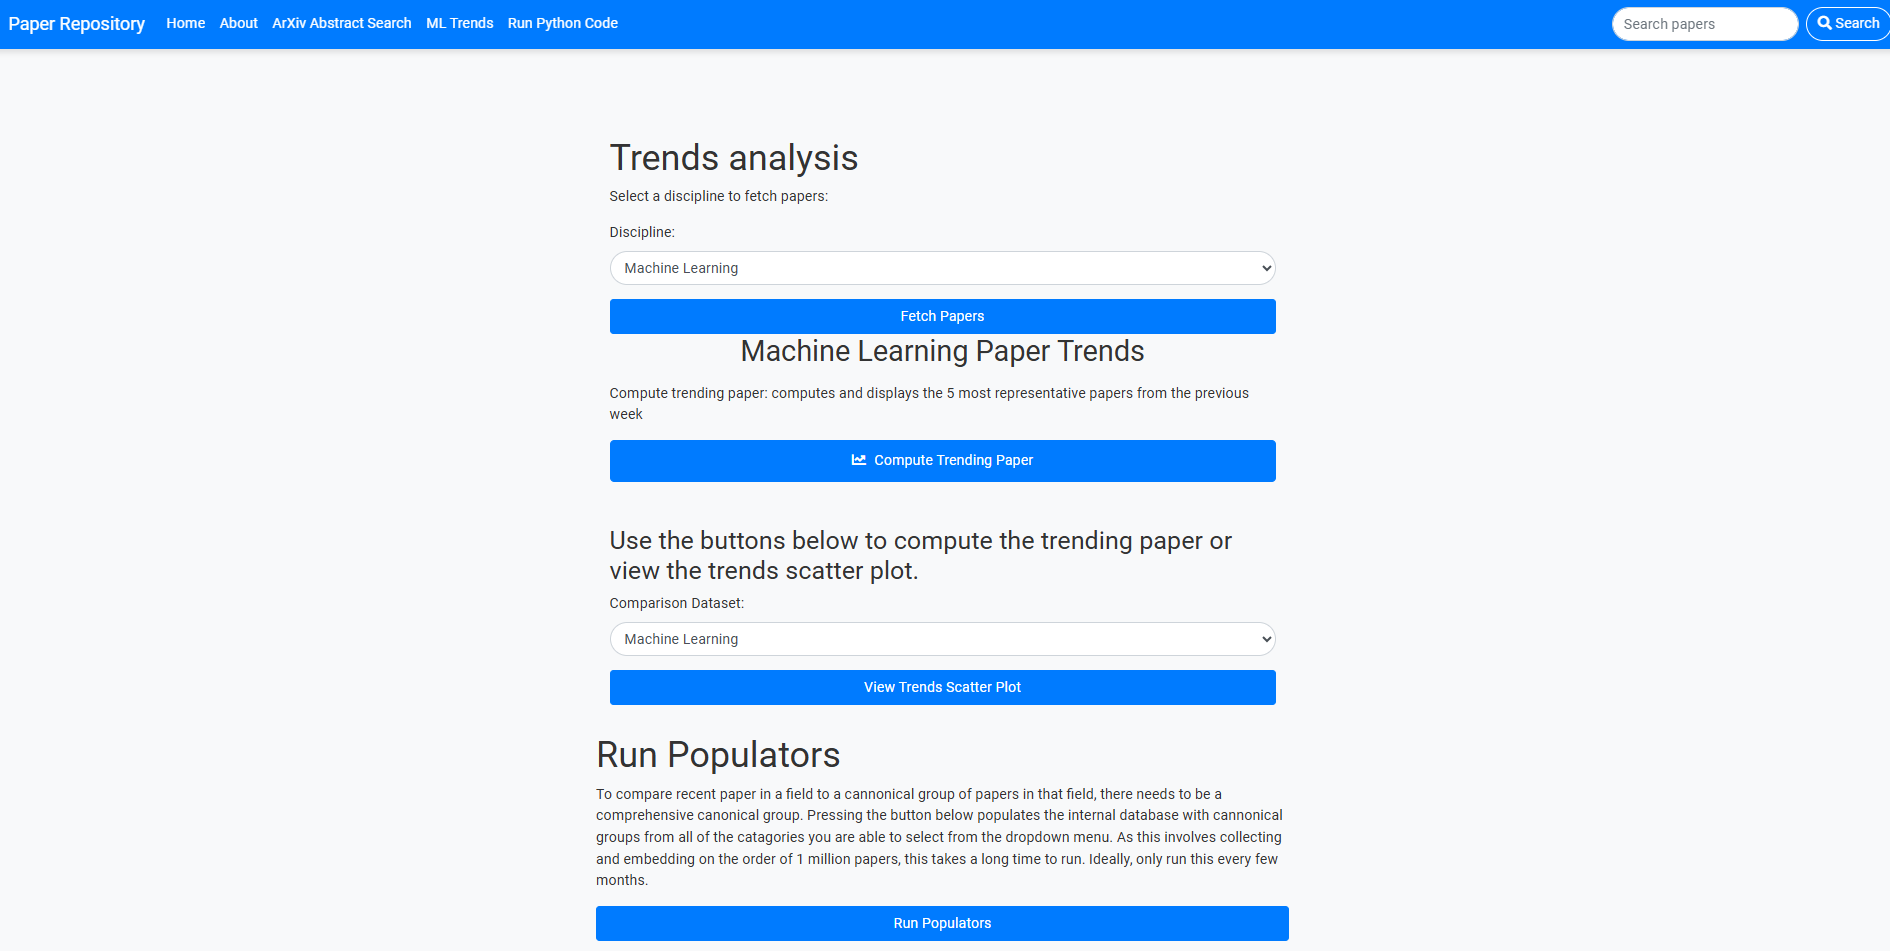 Paper Repository Home About ArXiv Abstract Search ML Trends Run Python Code Search papers Search
Trends analysis
Select a discipline to fetch papers:
Discipline:
Machine Learning
Fetch Papers
Machine Learning Paper Trends
Compute trending paper: computes and displays the 5 most representative papers from the previous
week
Compute Trending Paper
Use the buttons below to compute the trending paper or
view the trends scatter plot.
Comparison Dataset:
Machine Learning
View Trends Scatter Plot
Run Populators
To compare recent paper in a field to a cannonical group of papers in that field, there needs to be a
comprehensive canonical group. Pressing the button below populates the internal database with cannonical
groups from all of the catagories you are able to select from the dropdown menu. As this involves collecting
and embedding on the order of 1 million papers, this takes a long time to run. Ideally, only run this every few
months.
Run Populators